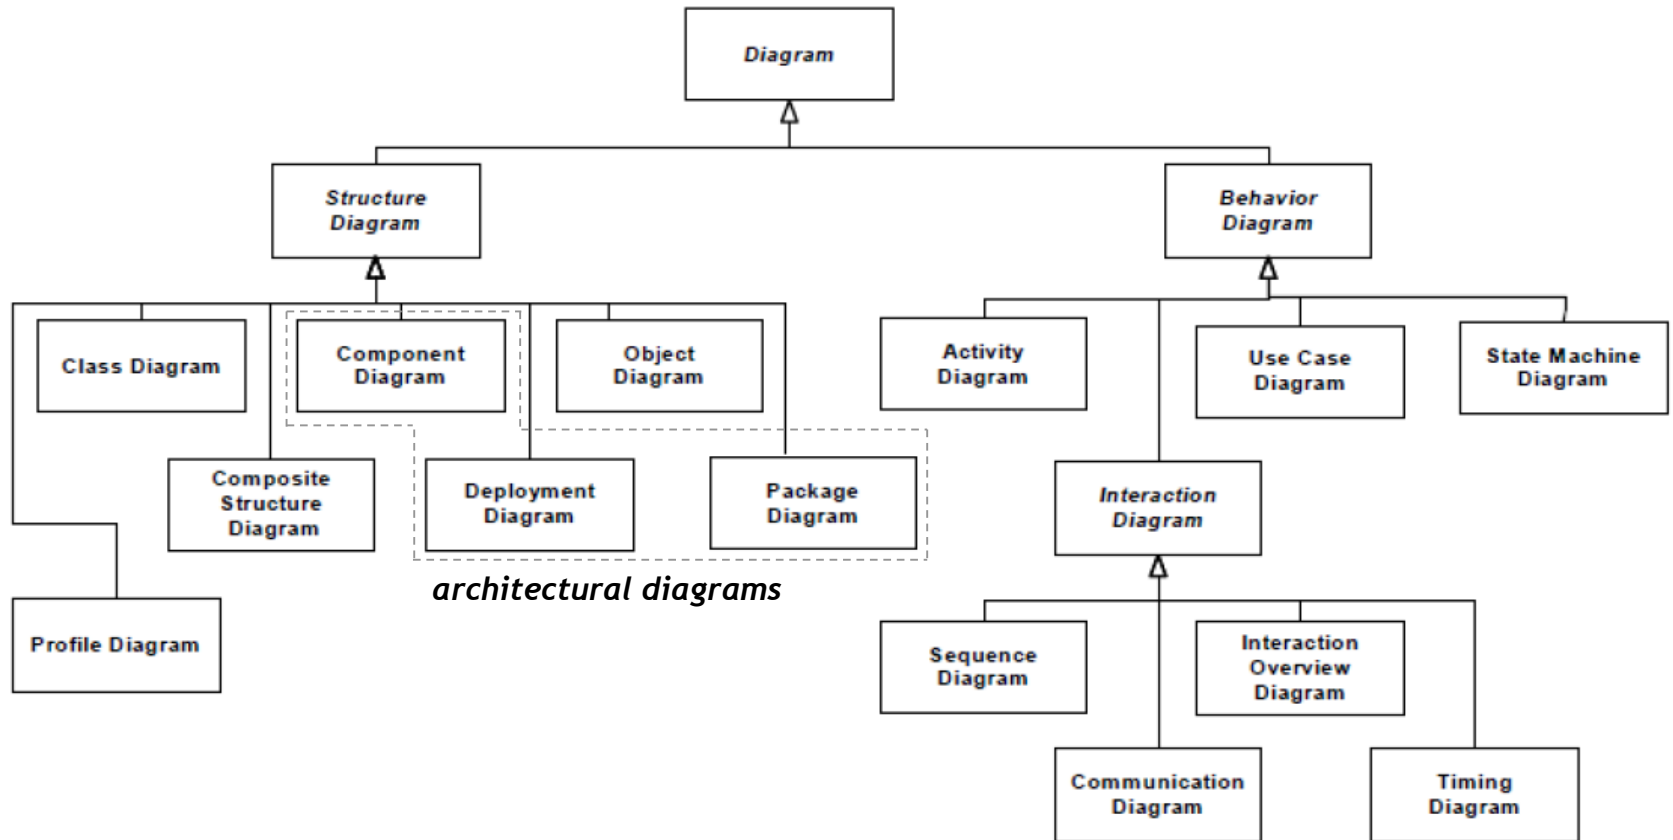 Diagram
Structure
Diagram
Behavior
Diagram
Class Diagram
Component
Diagram
Object
Diagram
Activity
Diagram
Use Case
Diagram
State Machine
Diagram
Composite
Structure
Diagram
Deployment
Diagram
Package
Diagram
Interaction
Diagram
architectural diagrams
Profile Diagram
Sequence
Diagram
Interaction
Overview
Diagram
Communication
Diagram
Timing
Diagram